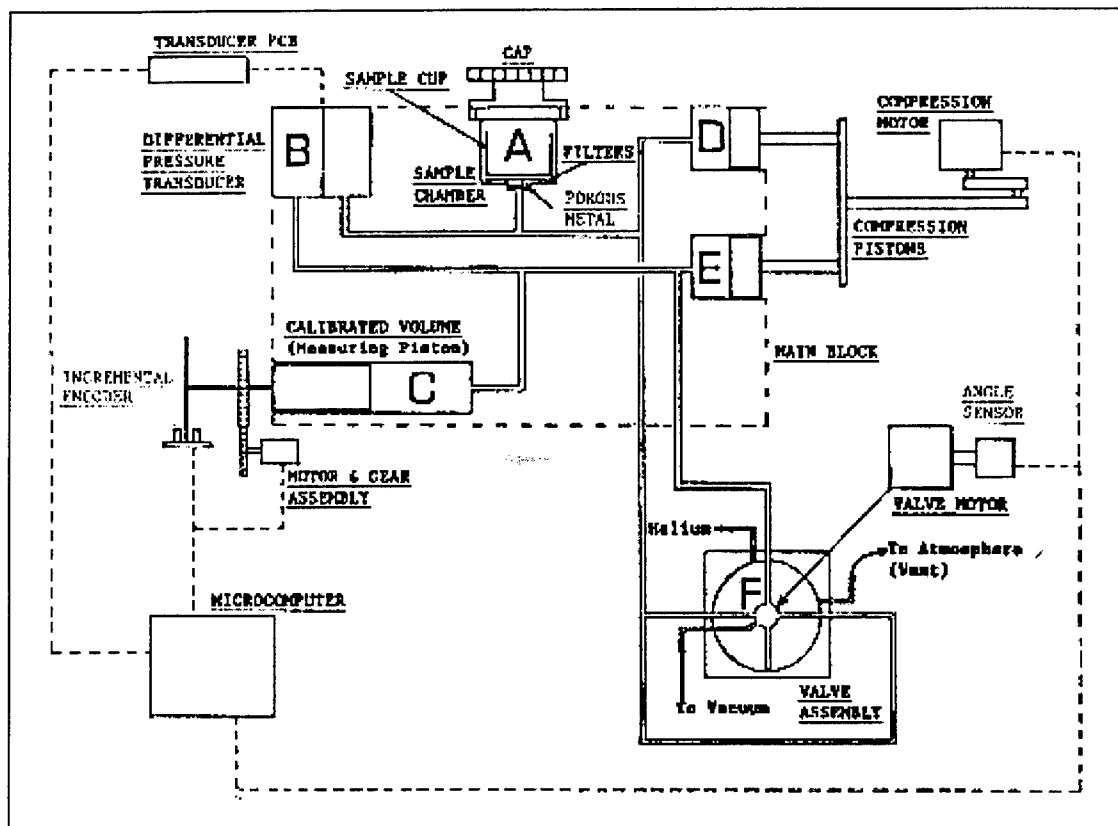 TRANSDUCER PCB
CAP
SAMPLE CUP
COMPRESSION
MOTOR
DIFFERENTIAL
PRESSURE
TRANSDUCER
B
A
D
FILTERS
SAMPLE
CHAMBER
POROUS
METAL
COMPRESSION
PISTONS
E
CALIBRATED VOLUME
(Measuring Piston)
MAIN BLOCK
C
INCREMENTAL
ENCODER
ANGLE
SENSOR
MOTOR & GEAR
ASSEMBLY
VALVE MOTOR
Helium
To Atmosphere
(Vent)
F
MICROCOMPUTER
To Vacuum
VALVE
ASSEMBLY